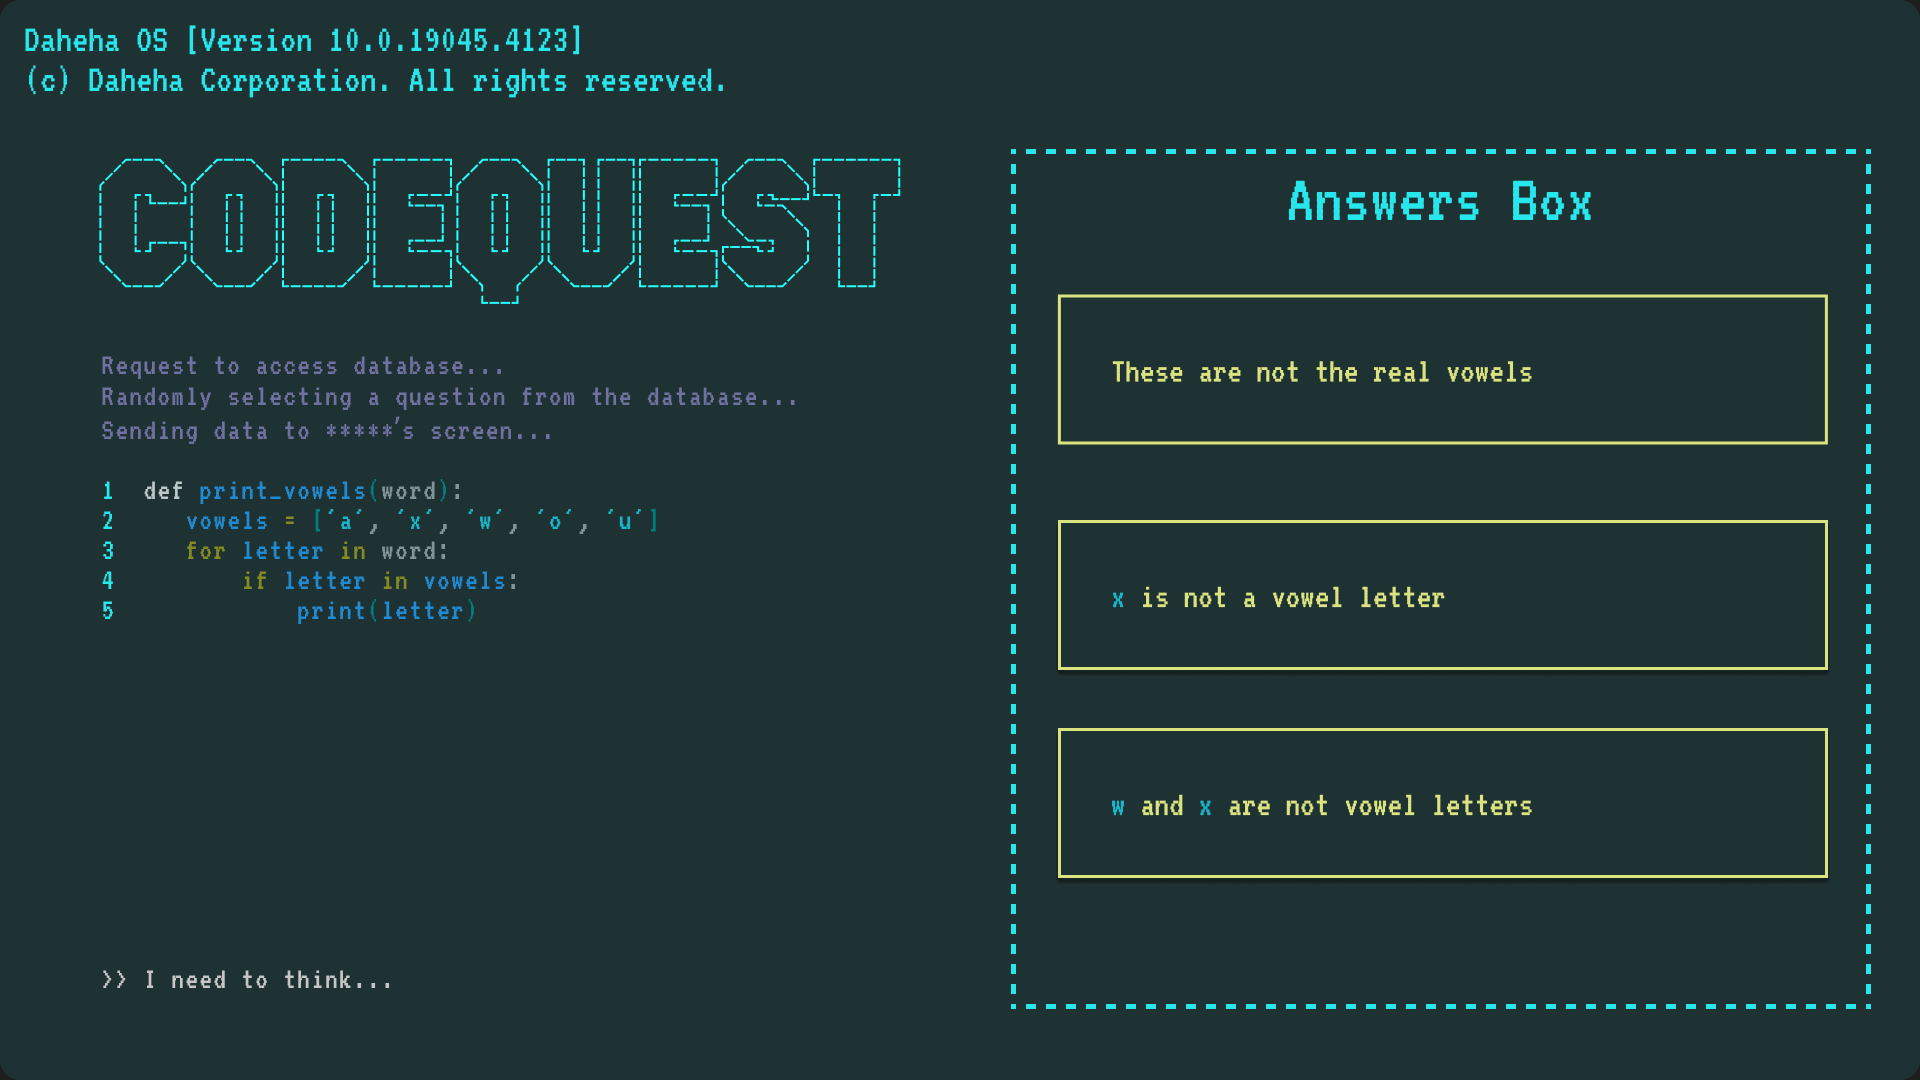 Daheha OS [Version 10.0.19045.4123]
(c) Daheha Corporation. All rights reserved.
CODEQUEST
Request to access database...
Randomly selecting a question from the database...
Sending data to *****'s screen...
1 def print_vowels(word):
2 vowels = ['a', 'x', 'w', 'o', 'u']
3 for letter in word:
4 if letter in vowels:
5 print(letter)
>> I need to think...
Answers Box
These are not the real vowels
x is not a vowel letter
w and x are not vowel letters